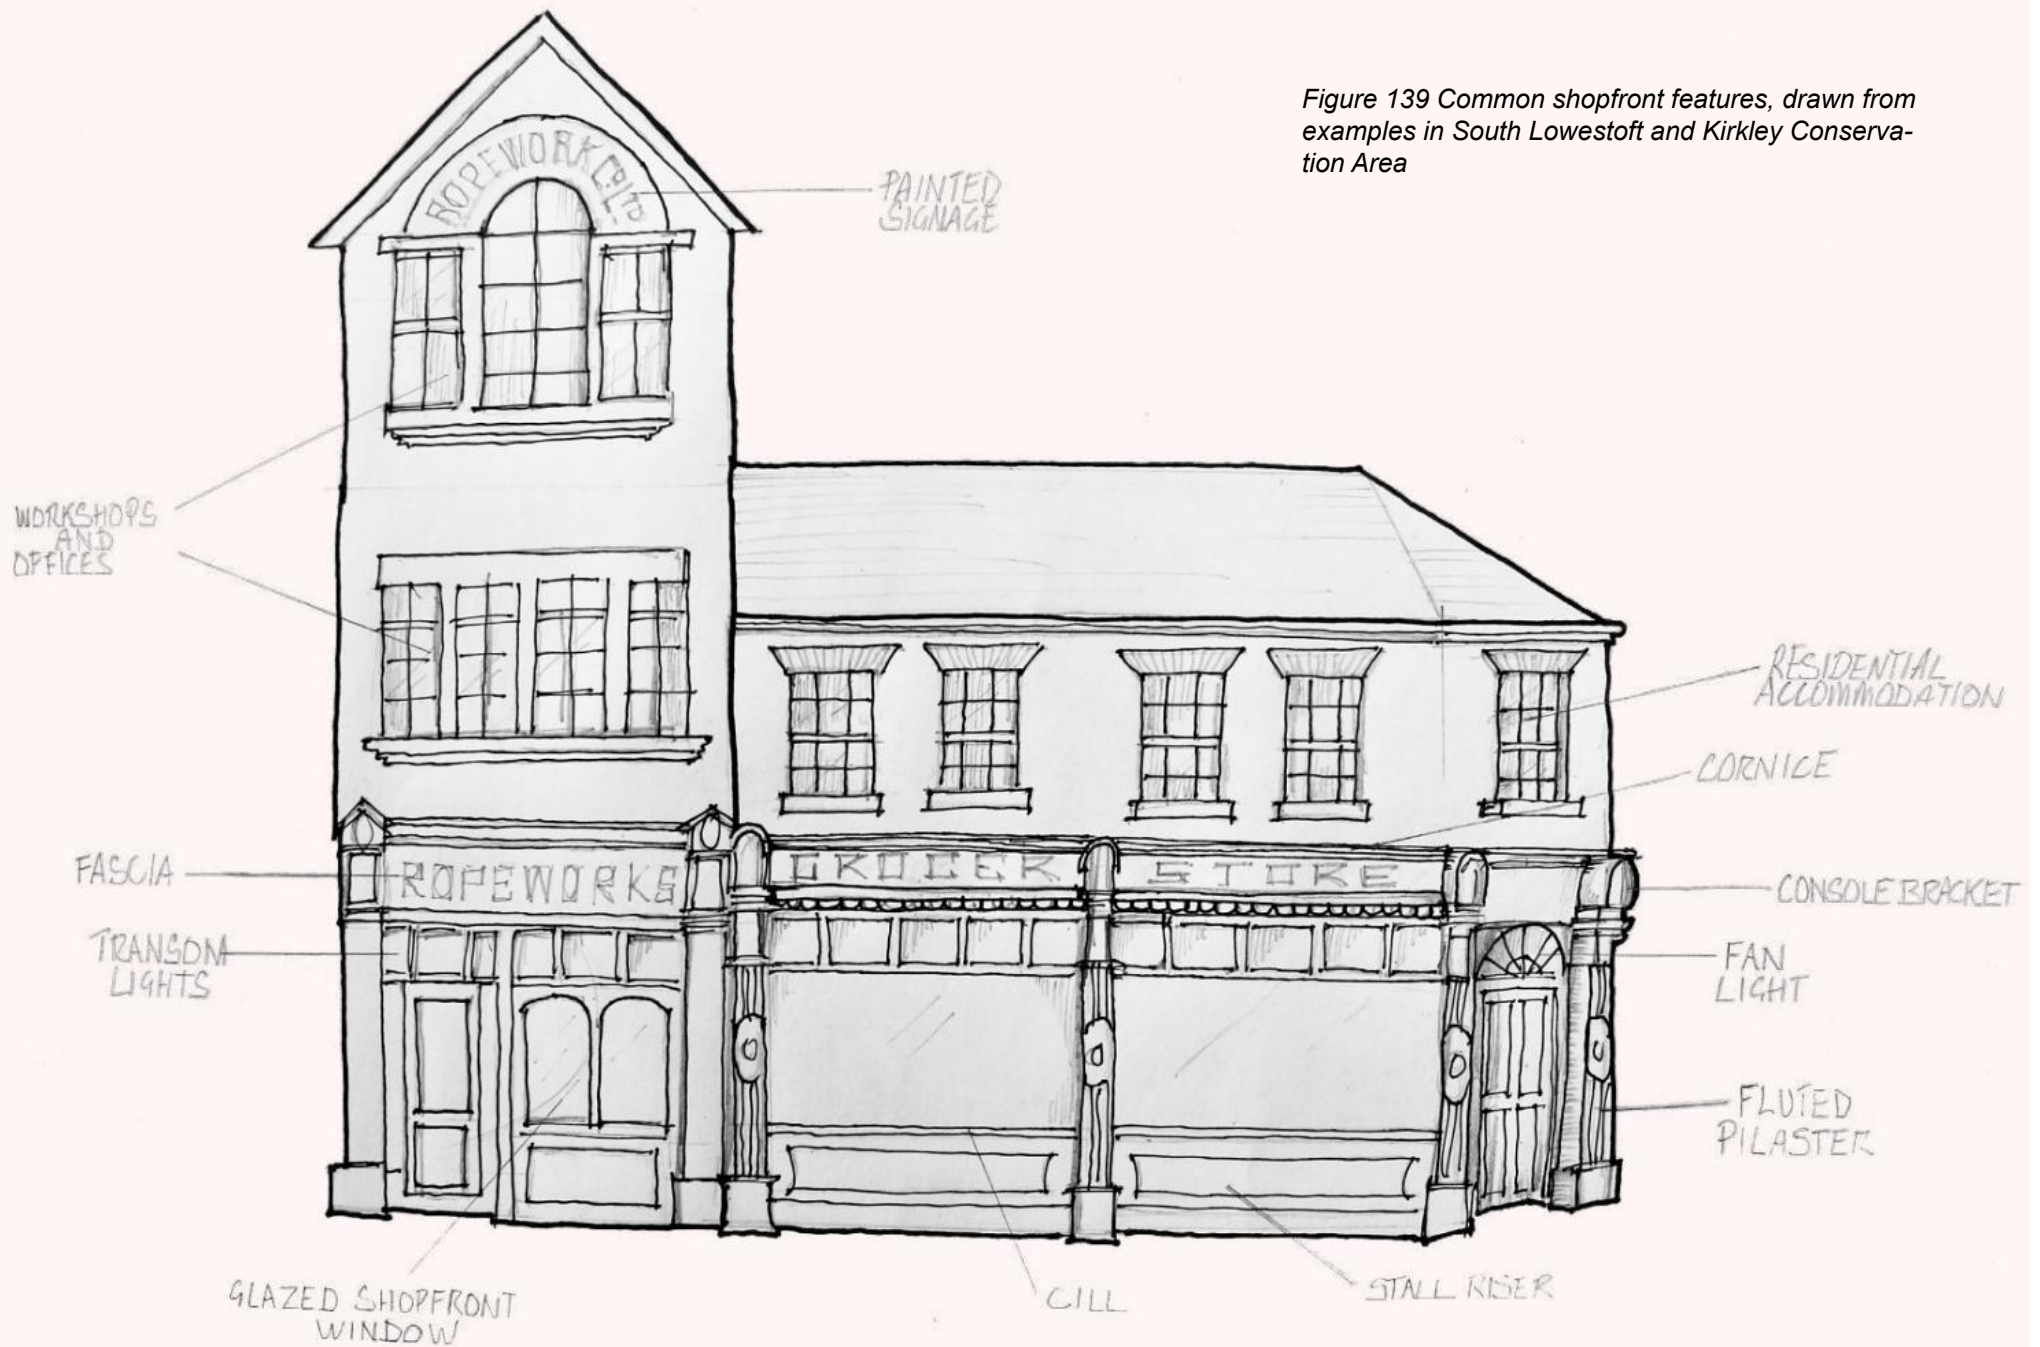 Figure 139 Common shopfront features, drawn from
examples in South Lowestoft and Kirkley Conserva-
tion Area
ROPEWORK CO LTD
PAINTED
SIGNAGE
WORKSHOPS
AND
OFFICES
RESIDENTIAL
ACCOMMODATION
CORNICE
FASCIA
ROPEWORKS
GROCER STORE
CONSOLE BRACKET
TRANSOM
LIGHTS
FAN
LIGHT
FLUTED
PILASTER
GLAZED SHOPFRONT
WINDOW
CILL
STALL RISER